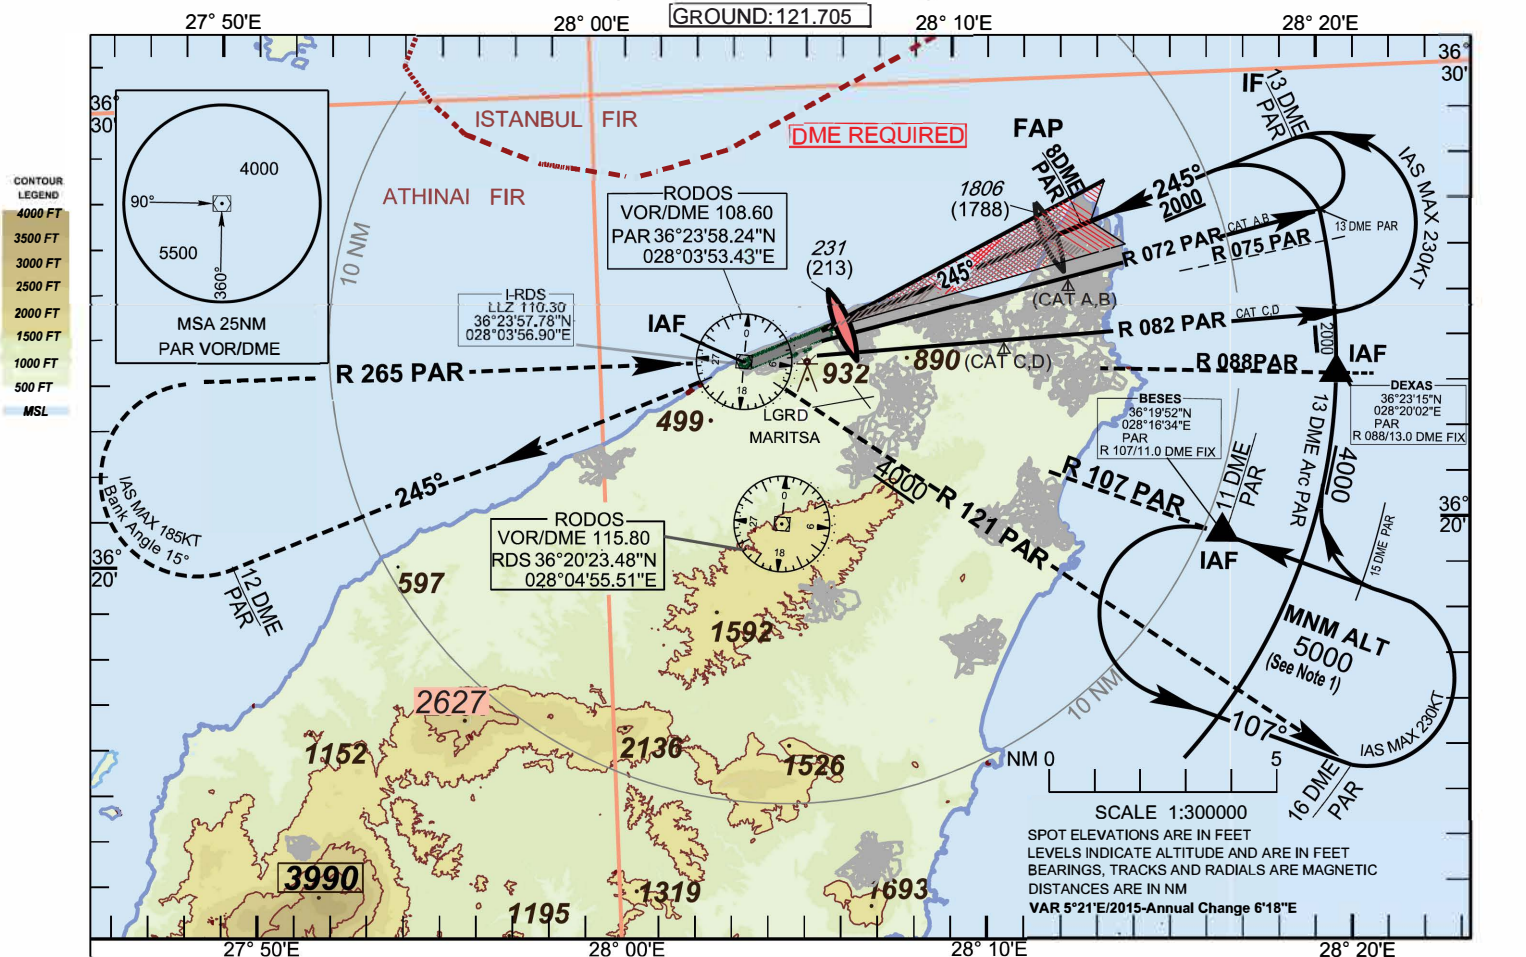 GROUND: 121.705
27° 50'E
28° 00'E
28° 10'E
28° 20'E
36°
30'
36°
30'
CONTOUR
LEGEND
4000 FT
3500 FT
3000 FT
2500 FT
2000 FT
1500 FT
1000 FT
500 FT
MSL
4000
90°
5500
360°
MSA 25NM
PAR VOR/DME
ISTANBUL FIR
ATHINAI FIR
DME REQUIRED
10 NM
RODOS
VOR/DME 108.60
PAR 36°23'58.24"N
028°03'53.43"E
I-RDS
LLZ 110.30
36°23'57.78"N
028°03'56.90"E
IAF
231
(213)
1806
(1788)
FAP
8DME
PAR
IF
13 DME
PAR
245°
2000
245°
IAS MAX 230KT
R 072 PAR
CAT A,B
13 DME PAR
R 075 PAR
(CAT A,B)
R 082 PAR
CAT C,D
2000
R 088PAR
IAF
DEXAS
36°23'15"N
028°20'02"E
PAR
R 088/13.0 DME FIX
R 265 PAR
0
6
18
27
932
890
(CAT C,D)
499
LGRD
MARITSA
BESES
36°19'52"N
028°16'34"E
PAR
R 107/11.0 DME FIX
13 DME Arc PAR
4000
11 DME
PAR
R 107 PAR
IAF
15 DME PAR
4000
R 121 PAR
245°
IAS MAX 185KT
Bank Angle 15°
12 DME
PAR
36°
20'
36°
20'
RODOS
VOR/DME 115.80
RDS 36°20'23.48"N
028°04'55.51"E
0
6
18
27
597
1592
MNM ALT
5000
(See Note 1)
2627
1152
2136
1526
10 NM
107°
IAS MAX 230KT
16 DME
PAR
NM 0
5
SCALE 1:300000
SPOT ELEVATIONS ARE IN FEET
LEVELS INDICATE ALTITUDE AND ARE IN FEET
BEARINGS, TRACKS AND RADIALS ARE MAGNETIC
DISTANCES ARE IN NM
VAR 5°21'E/2015-Annual Change 6'18"E
3990
1195
1319
1693
27° 50'E
28° 00'E
28° 10'E
28° 20'E